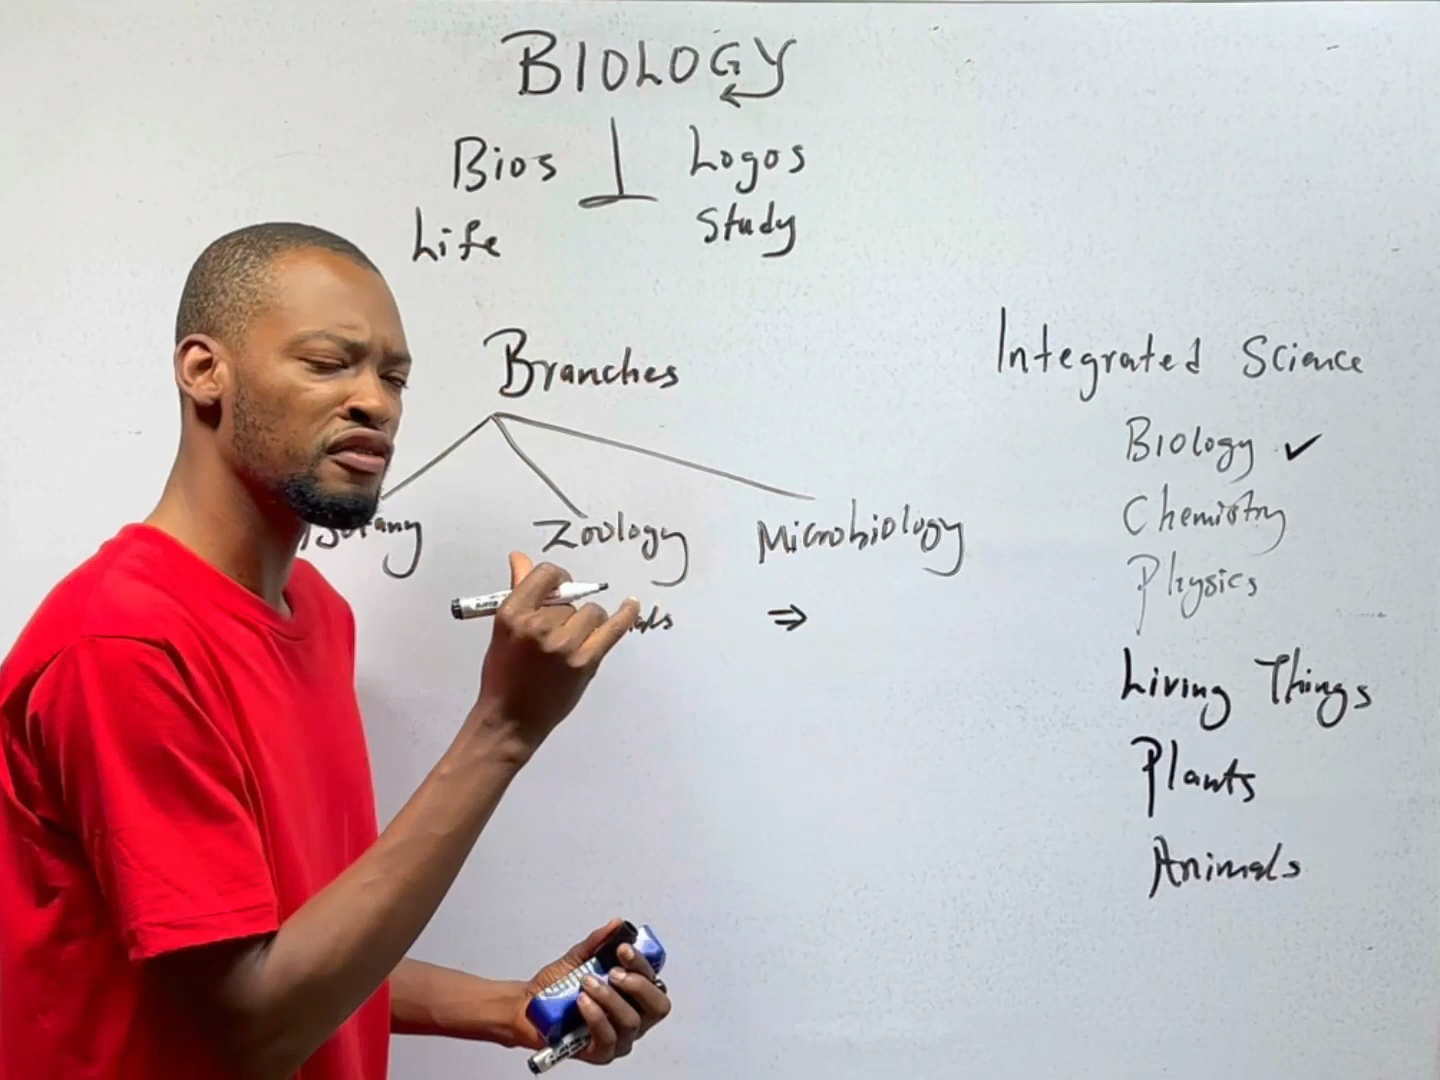 BIOLOGY
Bios Logos
Life Study
Branches
Zoology Microbiology
⇒
Integrated Science
Biology ✓
Chemistry
Physics
Living Things
Plants
Animals